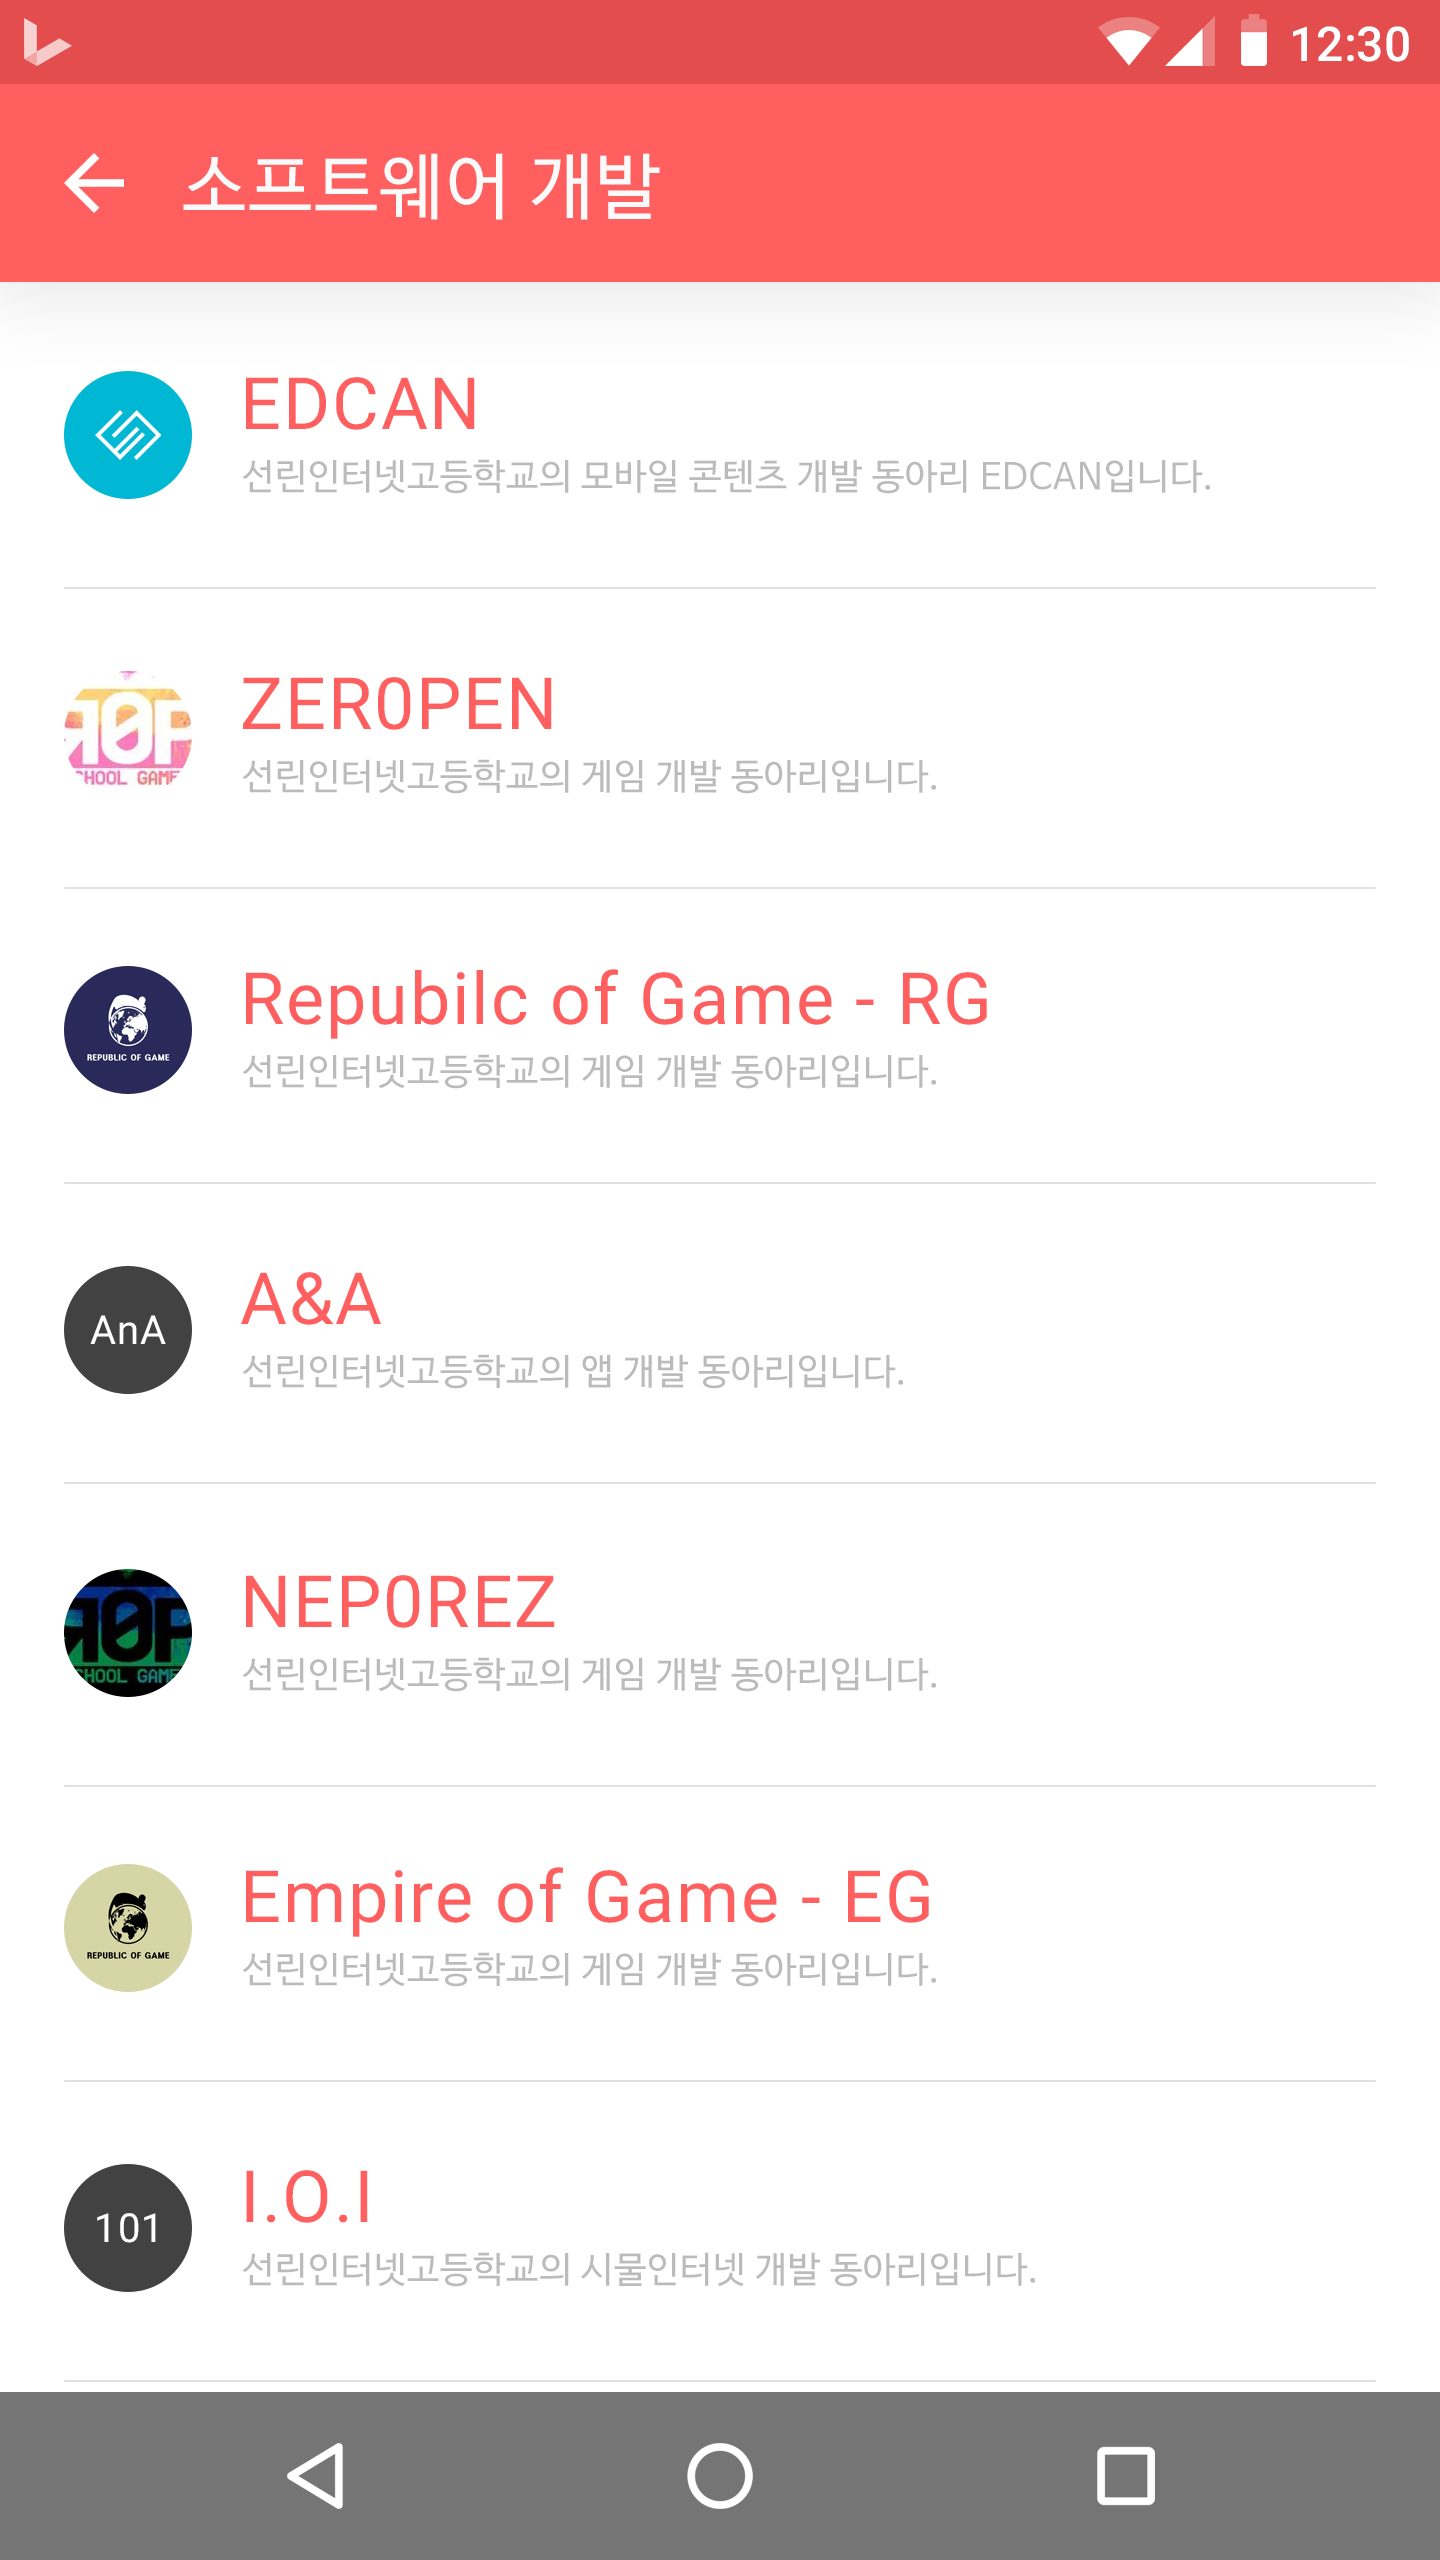 12:30
소프트웨어 개발
EDCAN
선린인터넷고등학교의 모바일 콘텐츠 개발 동아리 EDCAN입니다.
ZER0PEN
선린인터넷고등학교의 게임 개발 동아리입니다.
R0P
CHOOL GAME
Repubilc of Game - RG
선린인터넷고등학교의 게임 개발 동아리입니다.
REPUBLIC OF GAME
A&A
선린인터넷고등학교의 앱 개발 동아리입니다.
AnA
NEP0REZ
선린인터넷고등학교의 게임 개발 동아리입니다.
R0P
CHOOL GAME
Empire of Game - EG
선린인터넷고등학교의 게임 개발 동아리입니다.
REPUBLIC OF GAME
I.O.I
선린인터넷고등학교의 시물인터넷 개발 동아리입니다.
101